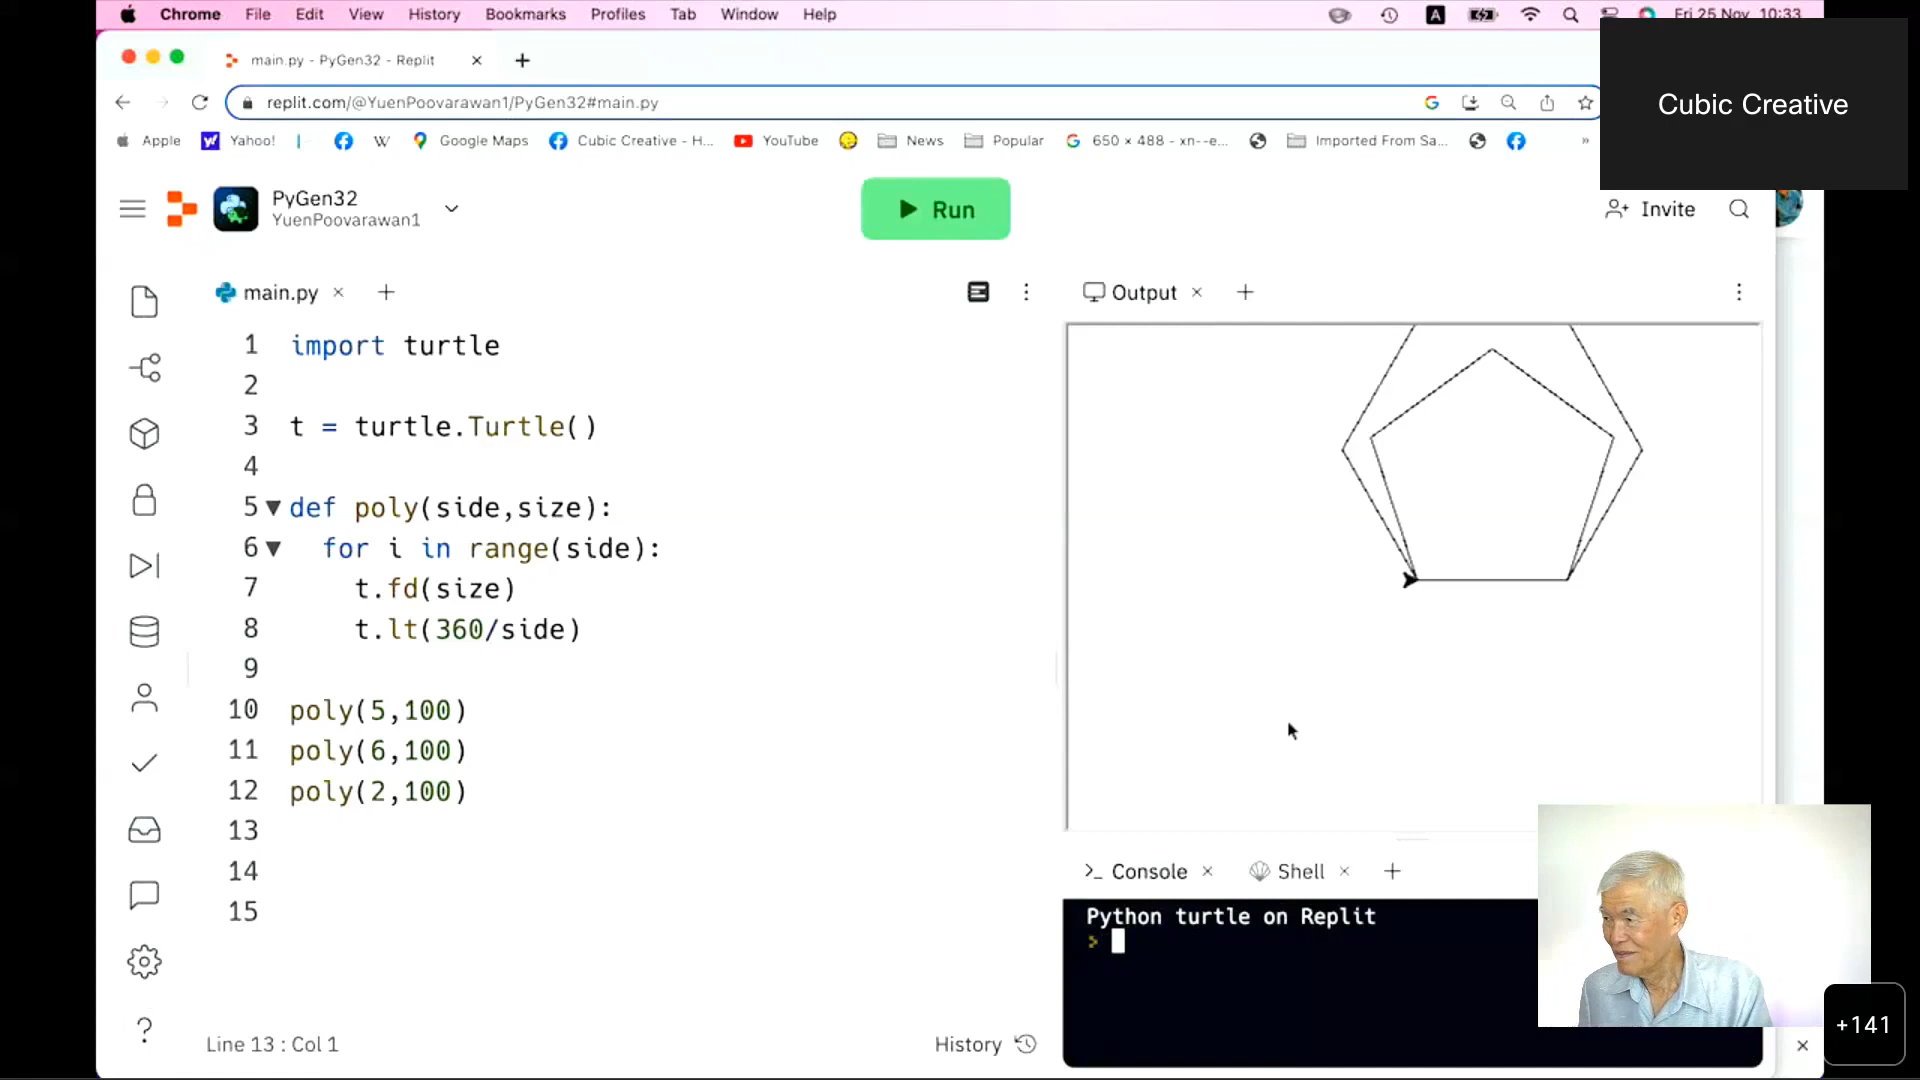 Chrome File Edit View History Bookmarks Profiles Tab Window Help A Fri 25 Nov 10:33
main.py - PyGen32 - Replit
replit.com/@YuenPoovarawan1/PyGen32#main.py
Cubic Creative
Apple Yahoo! W Google Maps Cubic Creative - H... YouTube News Popular 650 × 488 - xn--e... Imported From Sa... »
PyGen32
YuenPoovarawan1
Run
Invite
main.py
Output
1 import turtle
2
3 t = turtle.Turtle()
4
5 def poly(side,size):
6 for i in range(side):
7 t.fd(size)
8 t.lt(360/side)
9
10 poly(5,100)
11 poly(6,100)
12 poly(2,100)
13
14
15
Console Shell
Python turtle on Replit
>
Line 13 : Col 1
History
+141